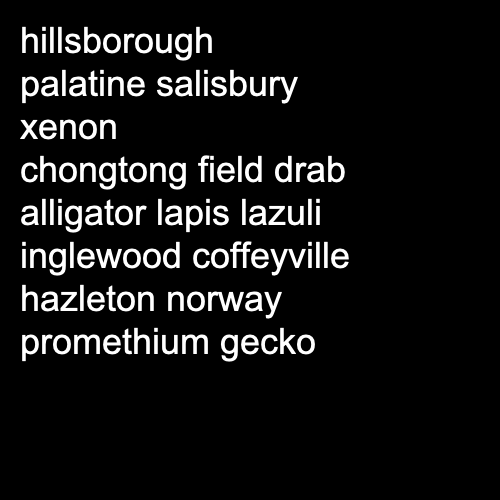 hillsborough
palatine salisbury
xenon
chongtong field drab
alligator lapis lazuli
inglewood coffeyville
hazleton norway
promethium gecko